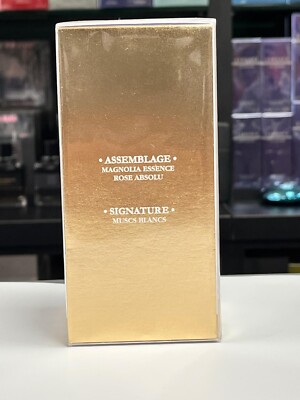 • ASSEMBLAGE •
MAGNOLIA ESSENCE
ROSE ABSOLU
• SIGNATURE •
MUSCS BLANCS